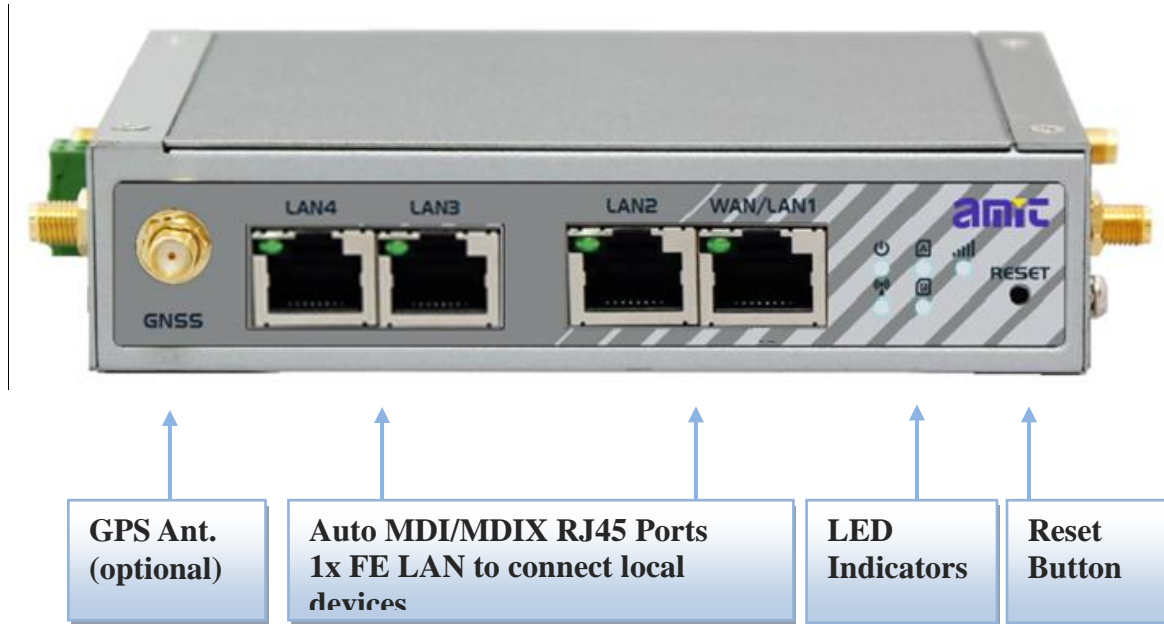 LAN4 LAN3 LAN2 WAN/LAN1
amit
RESET
GNSS
GPS Ant.
(optional)
Auto MDI/MDIX RJ45 Ports
1x FE LAN to connect local
devices
LED
Indicators
Reset
Button